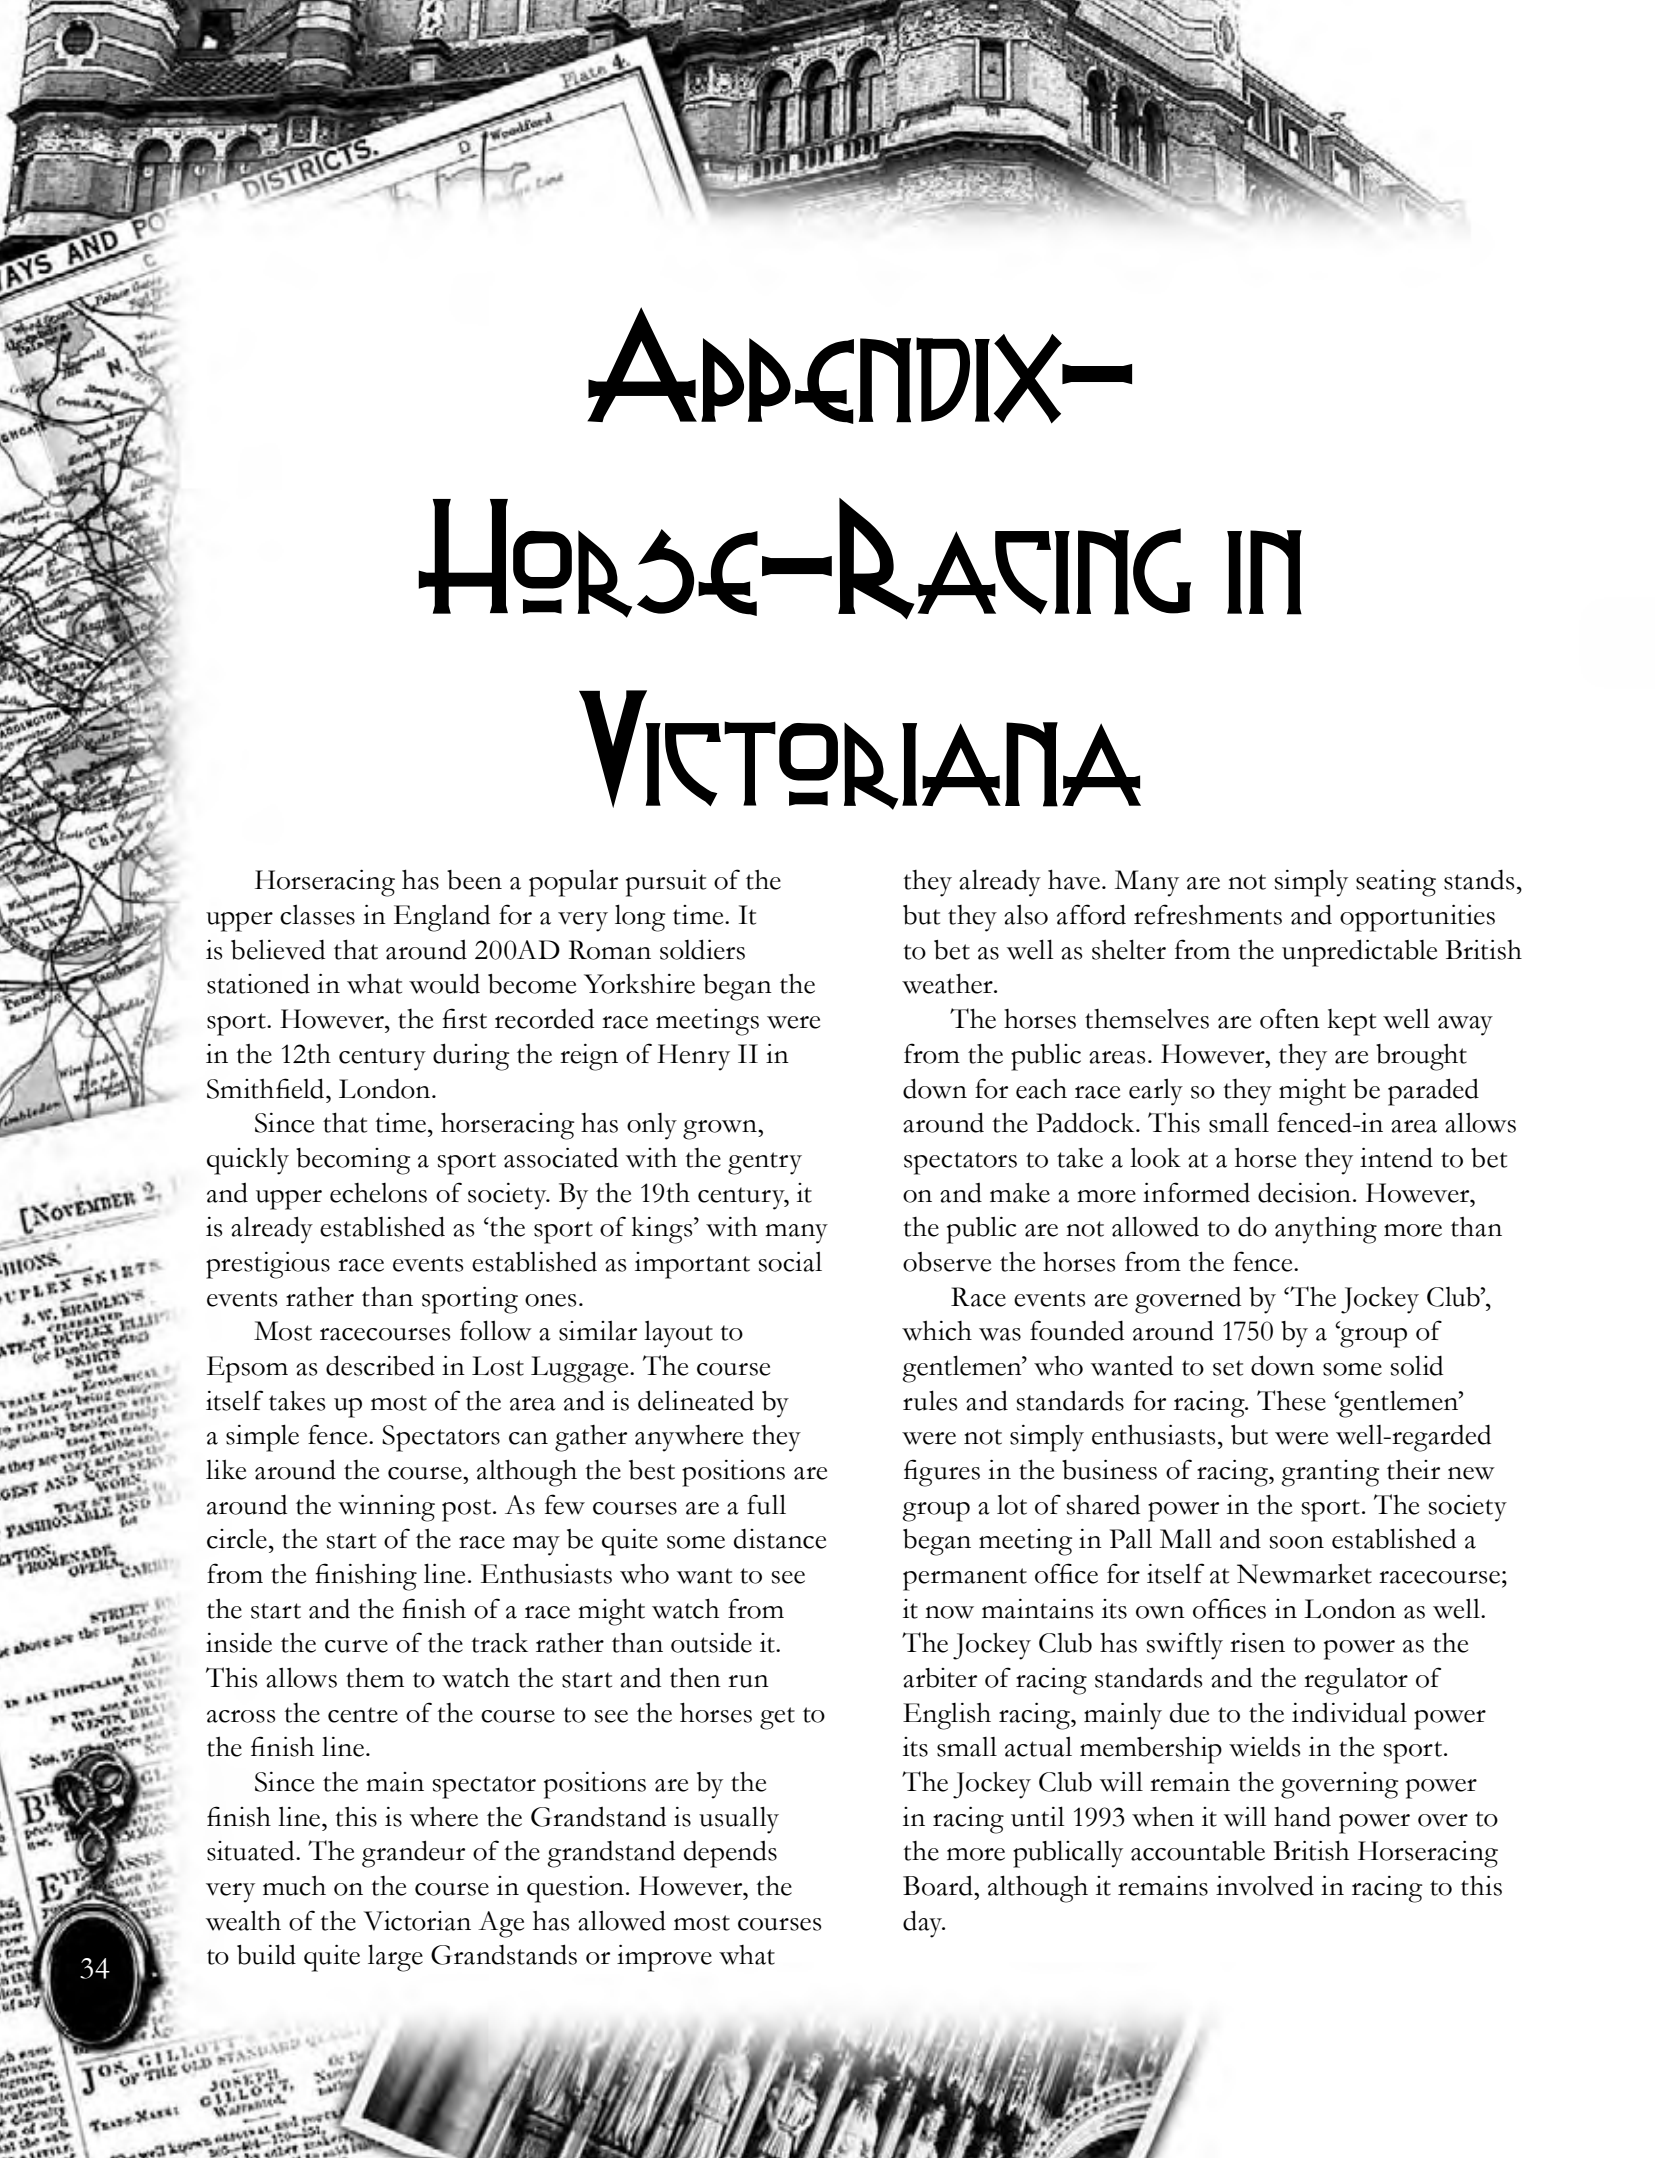 Plate 4.
DISTRICTS.
D
Woodford
AYS AND PO
C
N.
Appendix–
Horse–Racing in
Victoriana
Horseracing has been a popular pursuit of the
upper classes in England for a very long time. It
is believed that around 200AD Roman soldiers
stationed in what would become Yorkshire began the
sport. However, the first recorded race meetings were
in the 12th century during the reign of Henry II in
Smithfield, London.
Since that time, horseracing has only grown,
quickly becoming a sport associated with the gentry
and upper echelons of society. By the 19th century, it
is already established as ‘the sport of kings’ with many
prestigious race events established as important social
events rather than sporting ones.
Most racecourses follow a similar layout to
Epsom as described in Lost Luggage. The course
itself takes up most of the area and is delineated by
a simple fence. Spectators can gather anywhere they
like around the course, although the best positions are
around the winning post. As few courses are a full
circle, the start of the race may be quite some distance
from the finishing line. Enthusiasts who want to see
the start and the finish of a race might watch from
inside the curve of the track rather than outside it.
This allows them to watch the start and then run
across the centre of the course to see the horses get to
the finish line.
Since the main spectator positions are by the
finish line, this is where the Grandstand is usually
situated. The grandeur of the grandstand depends
very much on the course in question. However, the
wealth of the Victorian Age has allowed most courses
to build quite large Grandstands or improve what
they already have. Many are not simply seating stands,
but they also afford refreshments and opportunities
to bet as well as shelter from the unpredictable British
weather.
The horses themselves are often kept well away
from the public areas. However, they are brought
down for each race early so they might be paraded
around the Paddock. This small fenced-in area allows
spectators to take a look at a horse they intend to bet
on and make a more informed decision. However,
the public are not allowed to do anything more than
observe the horses from the fence.
Race events are governed by ‘The Jockey Club’,
which was founded around 1750 by a ‘group of
gentlemen’ who wanted to set down some solid
rules and standards for racing. These ‘gentlemen’
were not simply enthusiasts, but were well-regarded
figures in the business of racing, granting their new
group a lot of shared power in the sport. The society
began meeting in Pall Mall and soon established a
permanent office for itself at Newmarket racecourse;
it now maintains its own offices in London as well.
The Jockey Club has swiftly risen to power as the
arbiter of racing standards and the regulator of
English racing, mainly due to the individual power
its small actual membership wields in the sport.
The Jockey Club will remain the governing power
in racing until 1993 when it will hand power over to
the more publically accountable British Horseracing
Board, although it remains involved in racing to this
day.
[NOVEMBER 2,
UPLEX SKIRTS
J. W. BRADLEY'S
SKIRTS
FASHIONABLE AND
PROMENADE,
OPERA,
STREET
34
JOS. GILLOTT
OF THE OLD STANDARD
JOSEPH
GILLOTT,
Warranted.
TRADE-MARK: